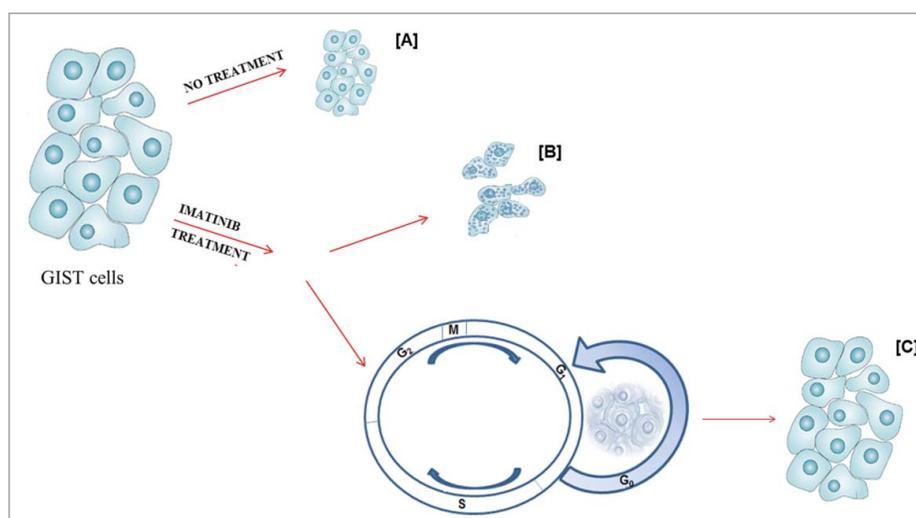 NO TREATMENT
[A]
[B]
IMATINIB
TREATMENT
GIST cells
M
G₂
G₁
[C]
G₀
S